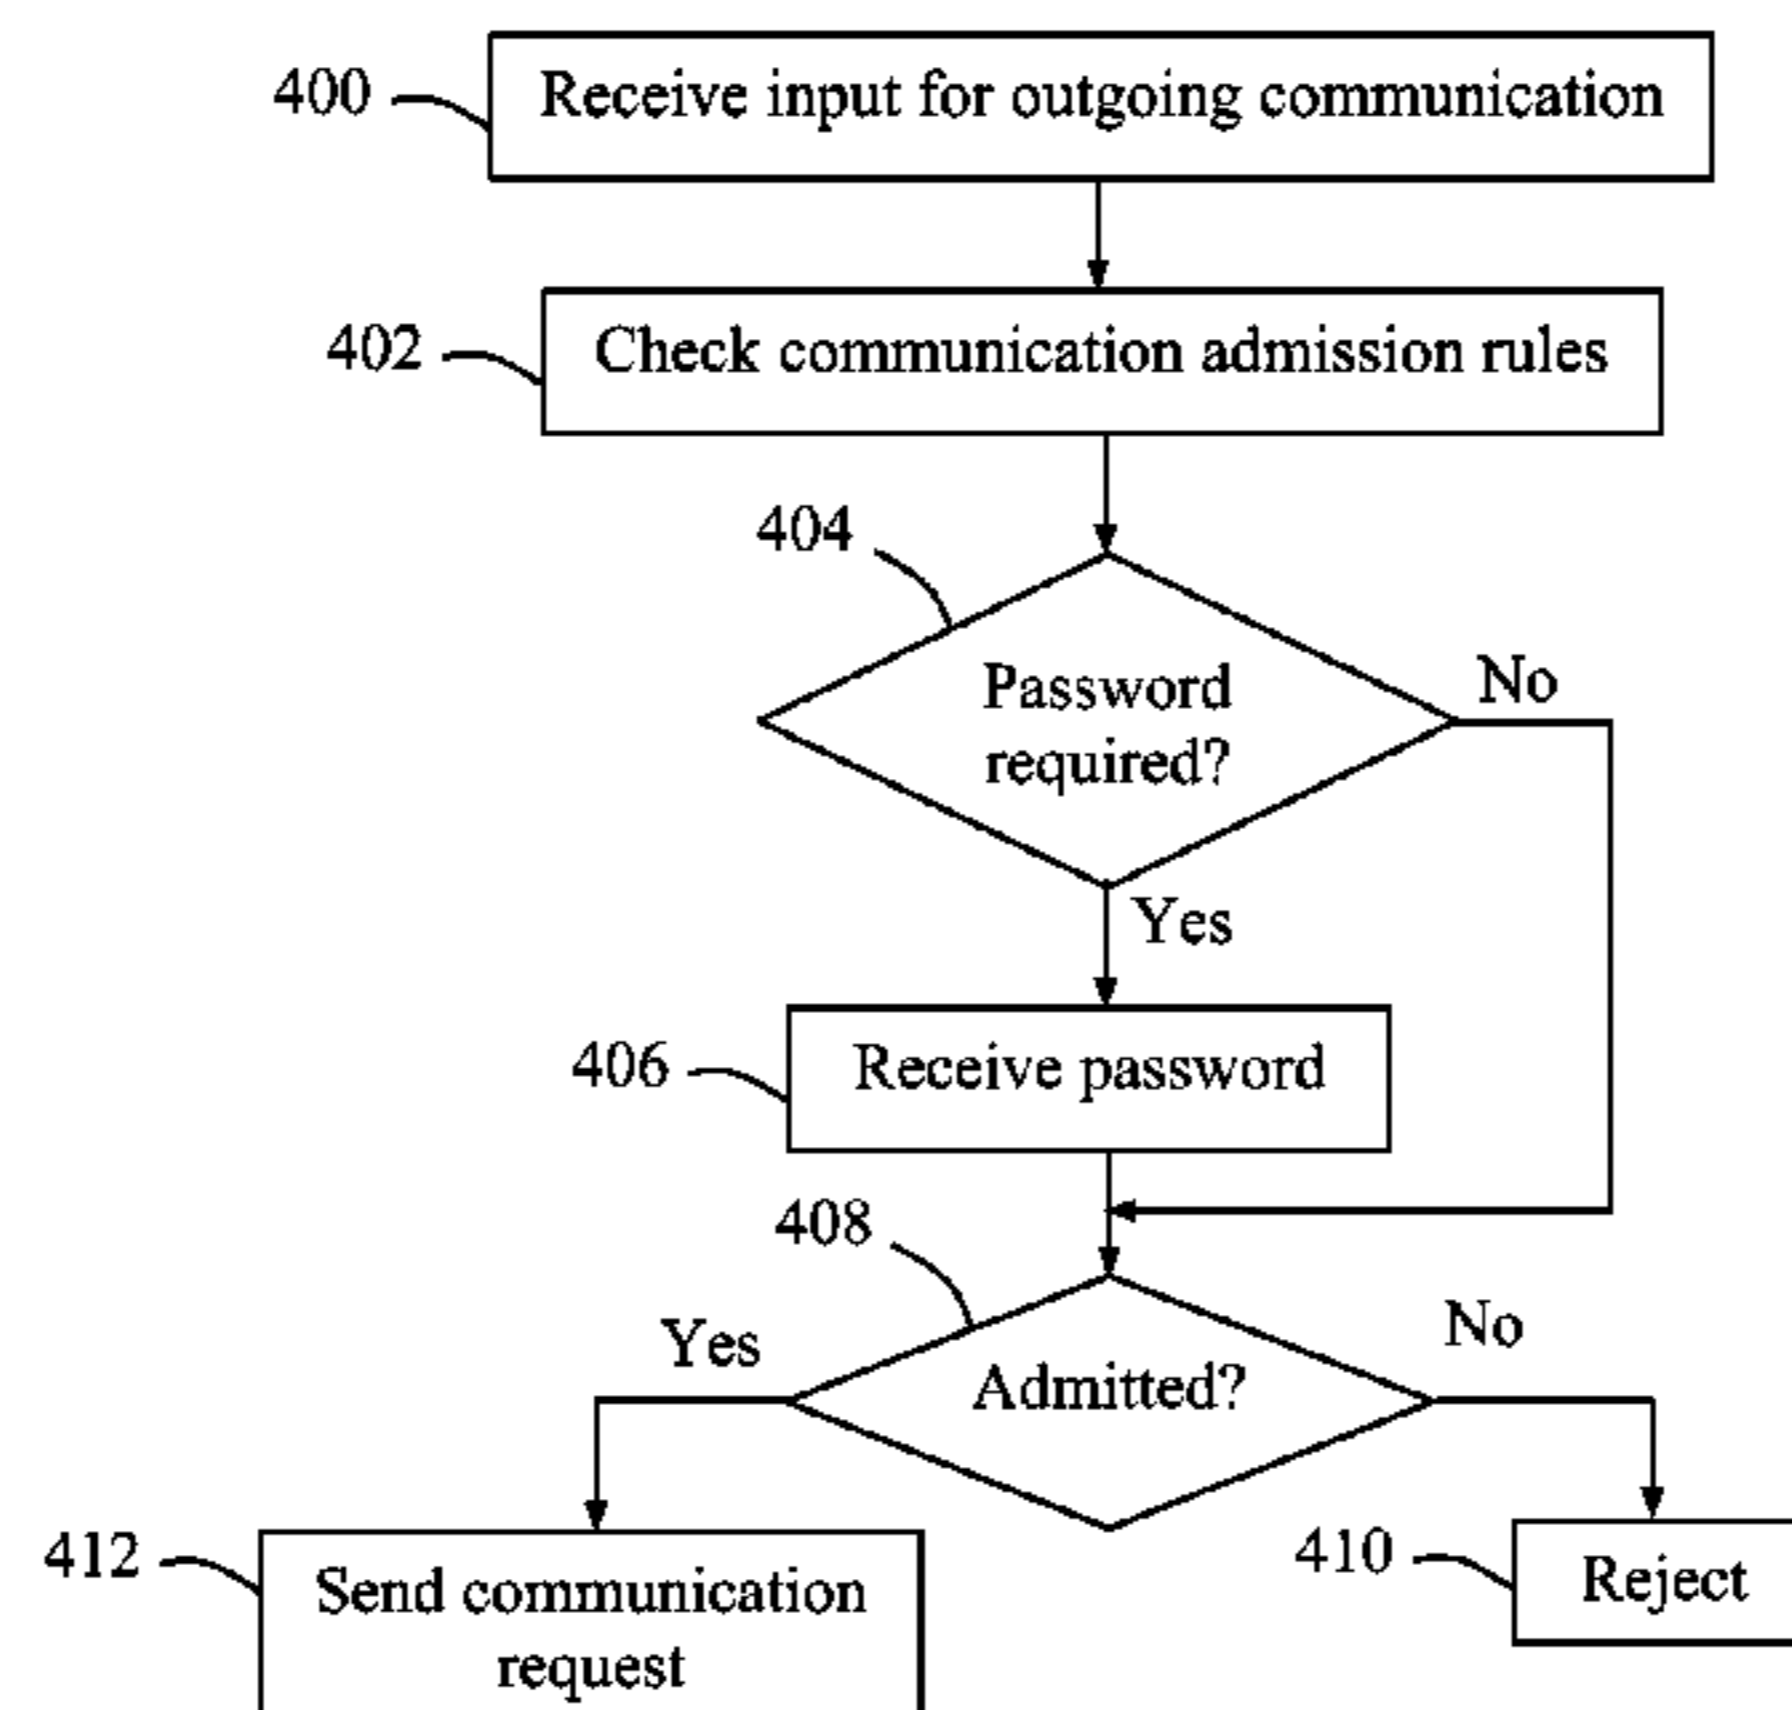 400
Receive input for outgoing communication
402
Check communication admission rules
404
Password
required?
No
Yes
406
Receive password
408
Yes
Admitted?
No
412
Send communication
request
410
Reject